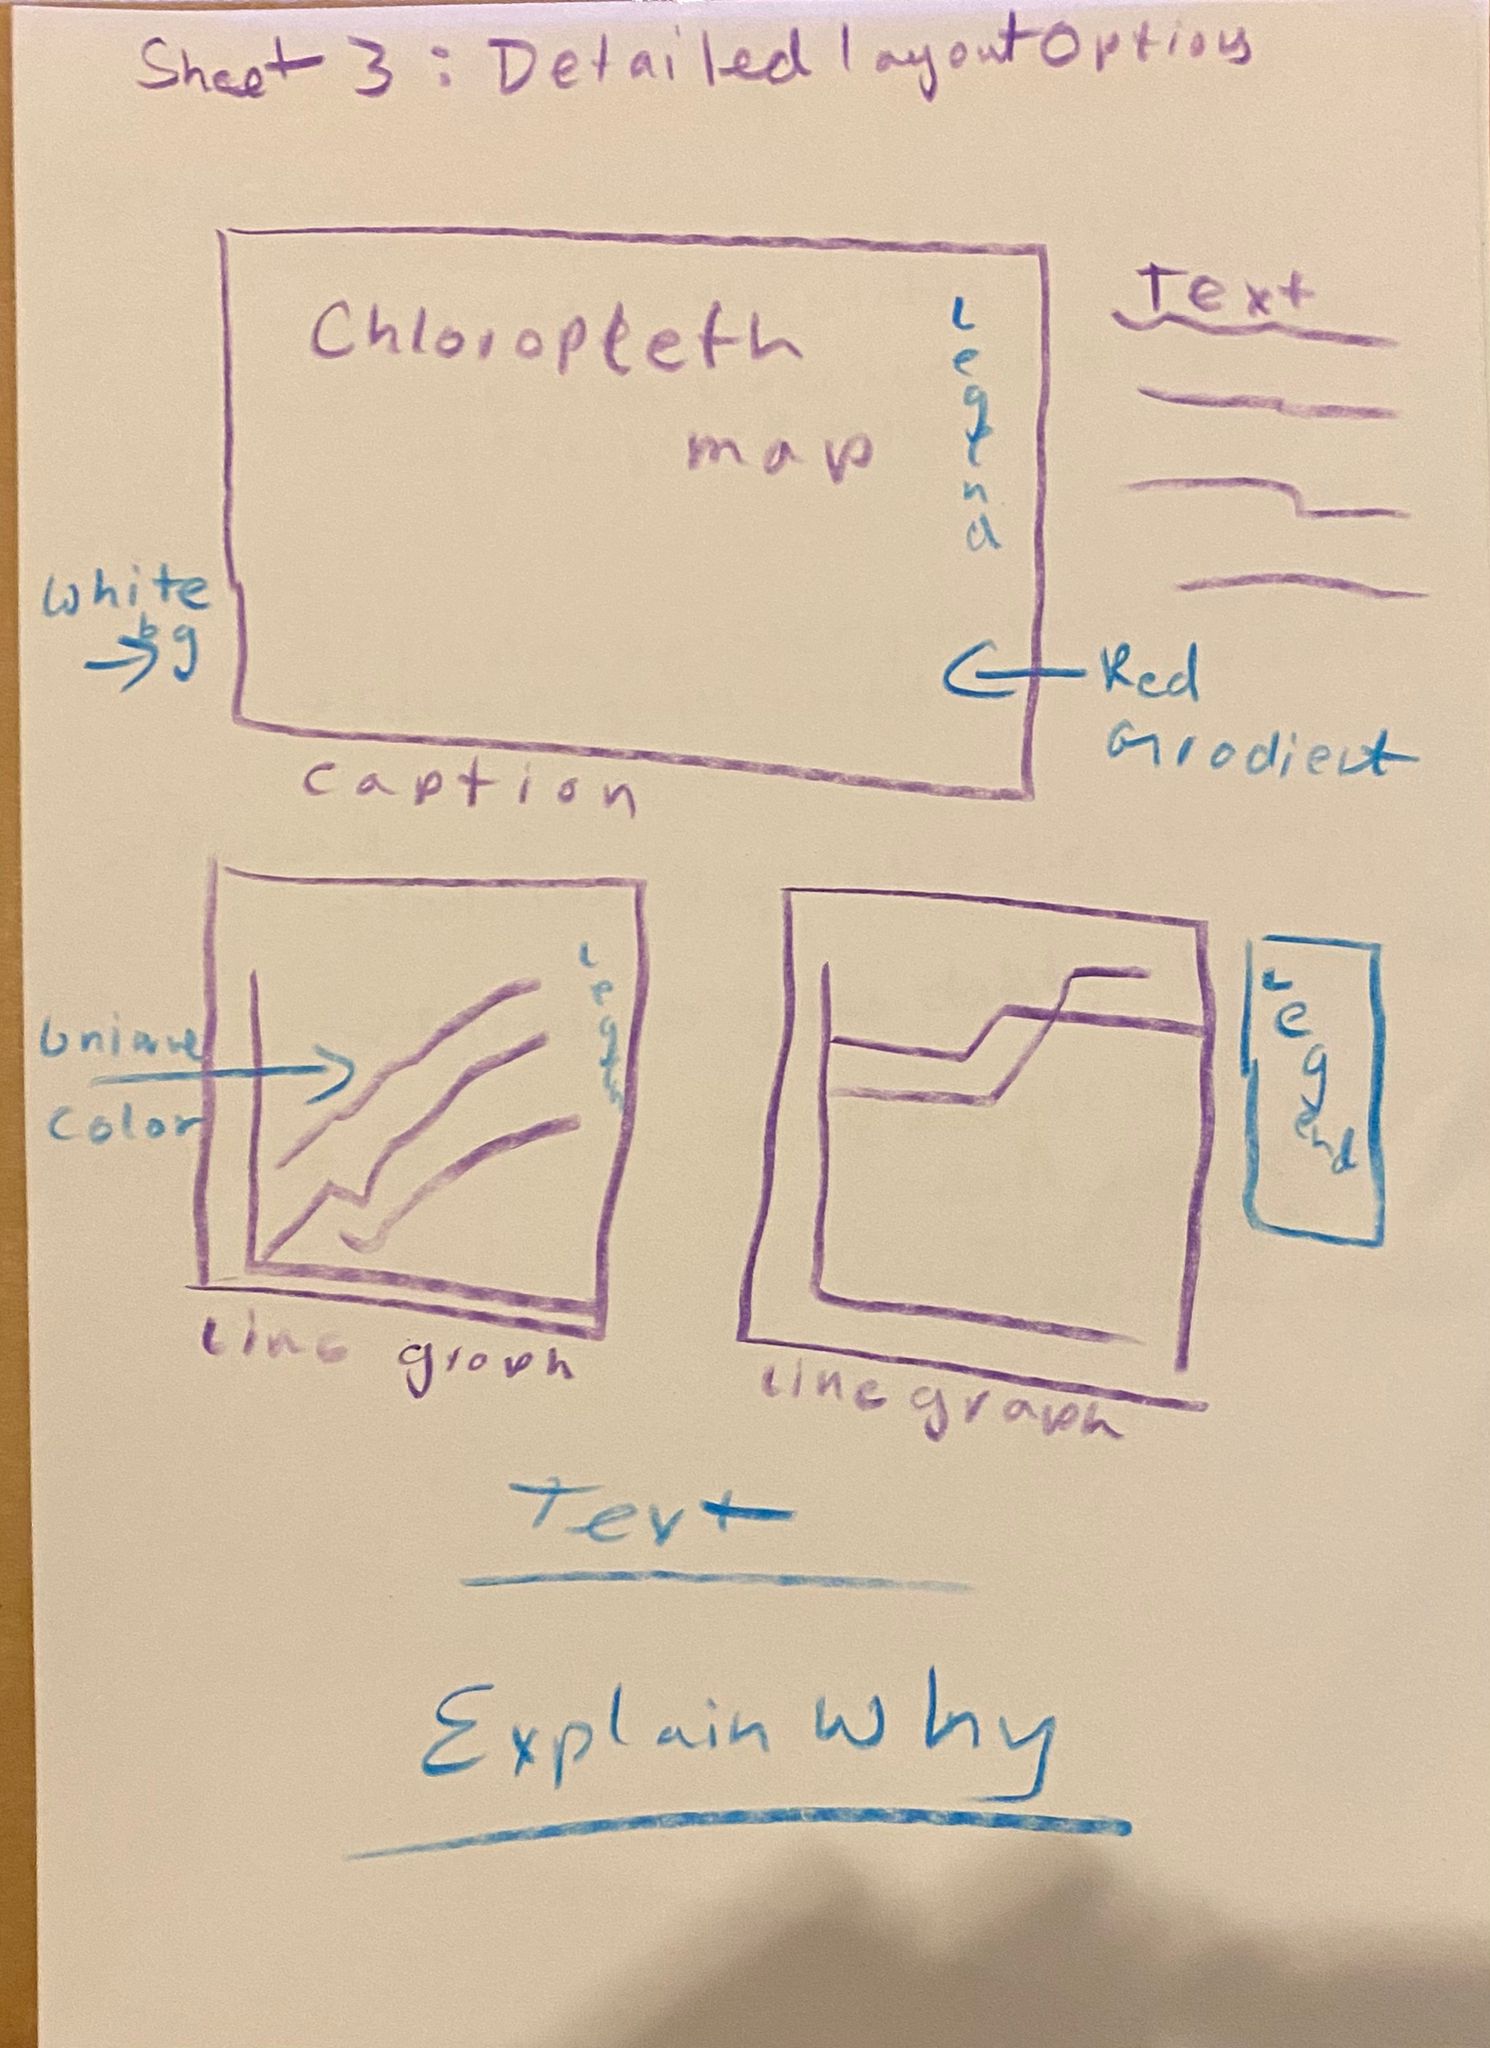 Sheet 3: Detailed layout Options
Chloropleth
map
Legend
Text
White
bg
Red
Gradient
Caption
Unique
Color
Legend
Line graph
Line graph
Legend
Text
Explain why